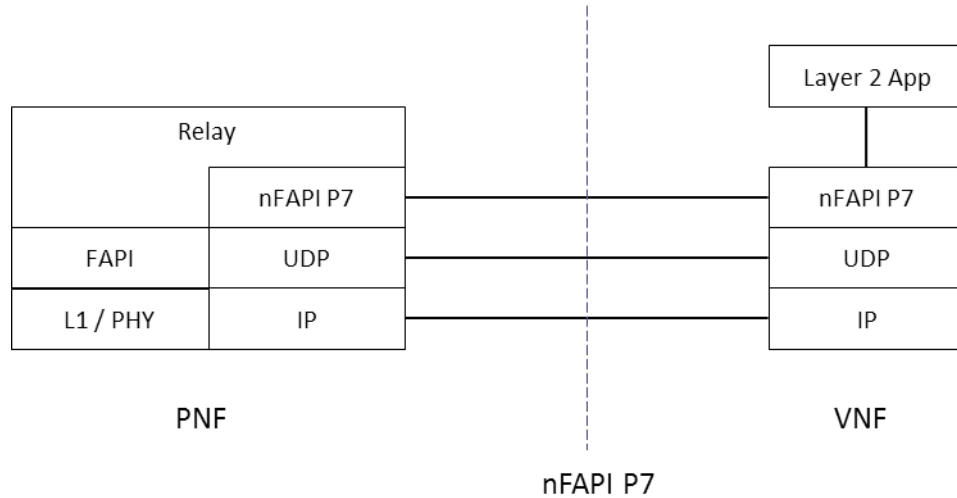 Layer 2 App
Relay
nFAPI P7
nFAPI P7
FAPI
UDP
UDP
L1 / PHY
IP
IP
PNF
VNF
nFAPI P7